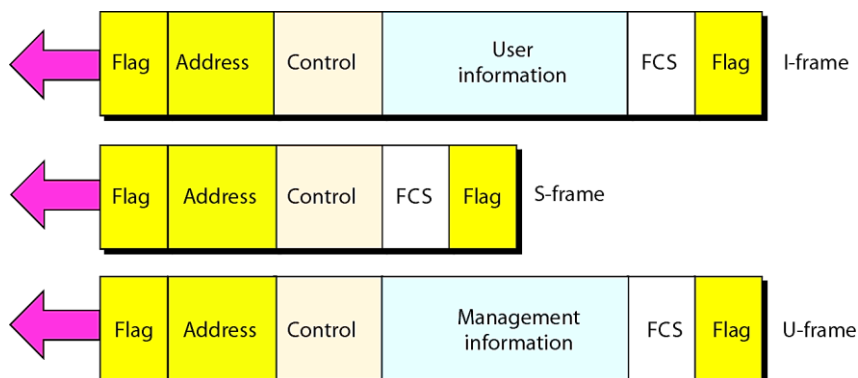 Flag Address Control User information FCS Flag I-frame
Flag Address Control FCS Flag S-frame
Flag Address Control Management information FCS Flag U-frame